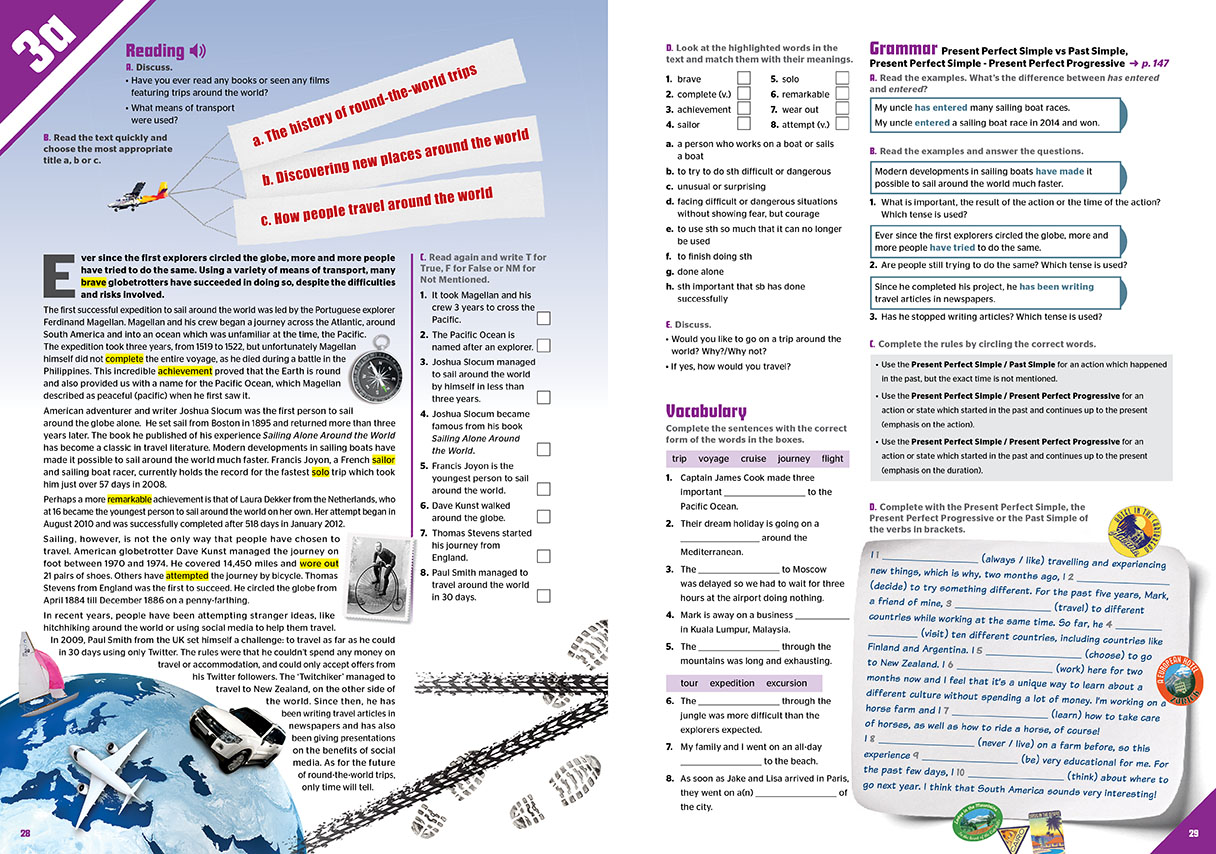 3a
Reading
A. Discuss.
• Have you ever read any books or seen any films
featuring trips around the world?
• What means of transport
were used?
B. Read the text quickly and
choose the most appropriate
title a, b or c.
a. The history of round-the-world trips
b. Discovering new places around the world
c. How people travel around the world
Ever since the first explorers circled the globe, more and more people
have tried to do the same. Using a variety of means of transport, many
brave globetrotters have succeeded in doing so, despite the difficulties
and risks involved.
The first successful expedition to sail around the world was led by the Portuguese explorer
Ferdinand Magellan. Magellan and his crew began a journey across the Atlantic, around
South America and into an ocean which was unfamiliar at the time, the Pacific.
The expedition took three years, from 1519 to 1522, but unfortunately Magellan
himself did not complete the entire voyage, as he died during a battle in the
Philippines. This incredible achievement proved that the Earth is round
and also provided us with a name for the Pacific Ocean, which Magellan
described as peaceful (pacific) when he first saw it.
American adventurer and writer Joshua Slocum was the first person to sail
around the globe alone. He set sail from Boston in 1895 and returned more than three
years later. The book he published of his experience Sailing Alone Around the World
has become a classic in travel literature. Modern developments in sailing boats have
made it possible to sail around the world much faster. Francis Joyon, a French sailor
and sailing boat racer, currently holds the record for the fastest solo trip which took
him just over 57 days in 2008.
Perhaps a more remarkable achievement is that of Laura Dekker from the Netherlands, who
at 16 became the youngest person to sail around the world on her own. Her attempt began in
August 2010 and was successfully completed after 518 days in January 2012.
Sailing, however, is not the only way that people have chosen to
travel. American globetrotter Dave Kunst managed the journey on
foot between 1970 and 1974. He covered 14,450 miles and wore out
21 pairs of shoes. Others have attempted the journey by bicycle. Thomas
Stevens from England was the first to succeed. He circled the globe from
April 1884 till December 1886 on a penny-farthing.
In recent years, people have been attempting stranger ideas, like
hitchhiking around the world or using social media to help them travel.
In 2009, Paul Smith from the UK set himself a challenge: to travel as far as he could
in 30 days using only Twitter. The rules were that he couldn't spend any money on
travel or accommodation, and could only accept offers from
his Twitter followers. The 'Twitchiker' managed to
travel to New Zealand, on the other side of
the world. Since then, he has
been writing travel articles in
newspapers and has also
been giving presentations
on the benefits of social
media. As for the future
of round-the-world trips,
only time will tell.
C. Read again and write T for
True, F for False or NM for
Not Mentioned.
1. It took Magellan and his
crew 3 years to cross the
Pacific.
2. The Pacific Ocean is
named after an explorer.
3. Joshua Slocum managed
to sail around the world
by himself in less than
three years.
4. Joshua Slocum became
famous from his book
Sailing Alone Around
the World.
5. Francis Joyon is the
youngest person to sail
around the world.
6. Dave Kunst walked
around the globe.
7. Thomas Stevens started
his journey from
England.
8. Paul Smith managed to
travel around the world
in 30 days.
28
D. Look at the highlighted words in the
text and match them with their meanings.
1. brave
2. complete (v.)
3. achievement
4. sailor
5. solo
6. remarkable
7. wear out
8. attempt (v.)
a. a person who works on a boat or sails
a boat
b. to try to do sth difficult or dangerous
c. unusual or surprising
d. facing difficult or dangerous situations
without showing fear, but courage
e. to use sth so much that it can no longer
be used
f. to finish doing sth
g. done alone
h. sth important that sb has done
successfully
E. Discuss.
• Would you like to go on a trip around the
world? Why?/Why not?
• If yes, how would you travel?
Vocabulary
Complete the sentences with the correct
form of the words in the boxes.
trip voyage cruise journey flight
1. Captain James Cook made three
important ________________ to the
Pacific Ocean.
2. Their dream holiday is going on a
________________ around the
Mediterranean.
3. The ________________ to Moscow
was delayed so we had to wait for three
hours at the airport doing nothing.
4. Mark is away on a business ___________
in Kuala Lumpur, Malaysia.
5. The ________________ through the
mountains was long and exhausting.
tour expedition excursion
6. The ________________ through the
jungle was more difficult than the
explorers expected.
7. My family and I went on an all-day
________________ to the beach.
8. As soon as Jake and Lisa arrived in Paris,
they went on a(n) ________________ of
the city.
Grammar Present Perfect Simple vs Past Simple,
Present Perfect Simple - Present Perfect Progressive → p. 147
A. Read the examples. What's the difference between has entered
and entered?
My uncle has entered many sailing boat races.
My uncle entered a sailing boat race in 2014 and won.
B. Read the examples and answer the questions.
Modern developments in sailing boats have made it
possible to sail around the world much faster.
1. What is important, the result of the action or the time of the action?
Which tense is used?
Ever since the first explorers circled the globe, more and
more people have tried to do the same.
2. Are people still trying to do the same? Which tense is used?
Since he completed his project, he has been writing
travel articles in newspapers.
3. Has he stopped writing articles? Which tense is used?
C. Complete the rules by circling the correct words.
• Use the Present Perfect Simple / Past Simple for an action which happened
in the past, but the exact time is not mentioned.
• Use the Present Perfect Simple / Present Perfect Progressive for an
action or state which started in the past and continues up to the present
(emphasis on the action).
• Use the Present Perfect Simple / Present Perfect Progressive for an
action or state which started in the past and continues up to the present
(emphasis on the duration).
D. Complete with the Present Perfect Simple, the
Present Perfect Progressive or the Past Simple of
the verbs in brackets.
I 1 ________________ (always / like) travelling and experiencing
new things, which is why, two months ago, I 2 ________________
(decide) to try something different. For the past five years, Mark,
a friend of mine, 3 ________________ (travel) to different
countries while working at the same time. So far, he 4 ________
________ (visit) ten different countries, including countries like
Finland and Argentina. I 5 ________________ (choose) to go
to New Zealand. I 6 ________________ (work) here for two
months now and I feel that it's a unique way to learn about a
different culture without spending a lot of money. I'm working on a
horse farm and I 7 ________________ (learn) how to take care
of horses, as well as how to ride a horse, of course!
I 8 ________________ (never / live) on a farm before, so this
experience 9 ________________ (be) very educational for me. For
the past few days, I 10 ________________ (think) about where to
go next year. I think that South America sounds very interesting!
29